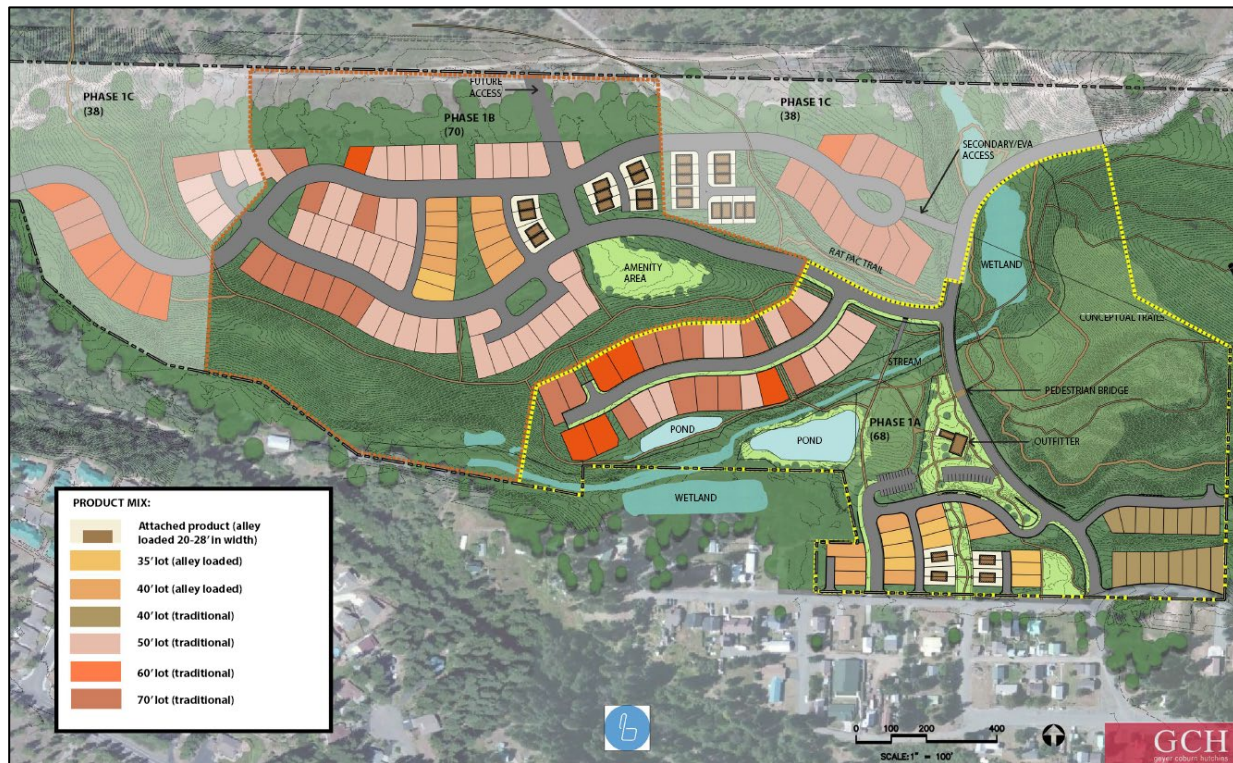 PHASE 1C
(38)
FUTURE
ACCESS
PHASE 1B
(70)
PHASE 1C
(38)
SECONDARY/EVA
ACCESS
RAT PAC TRAIL
WETLAND
AMENITY
AREA
CONCEPTUAL TRAILS
STREAM
PEDESTRIAN BRIDGE
PHASE 1A
(68)
OUTFITTER
POND
POND
WETLAND
PRODUCT MIX:
Attached product (alley
loaded 20-28' in width)
35' lot (alley loaded)
40' lot (alley loaded)
40' lot (traditional)
50' lot (traditional)
60' lot (traditional)
70' lot (traditional)
0 100 200 400
SCALE: 1" = 100'
GCH
geyer coburn hutchins